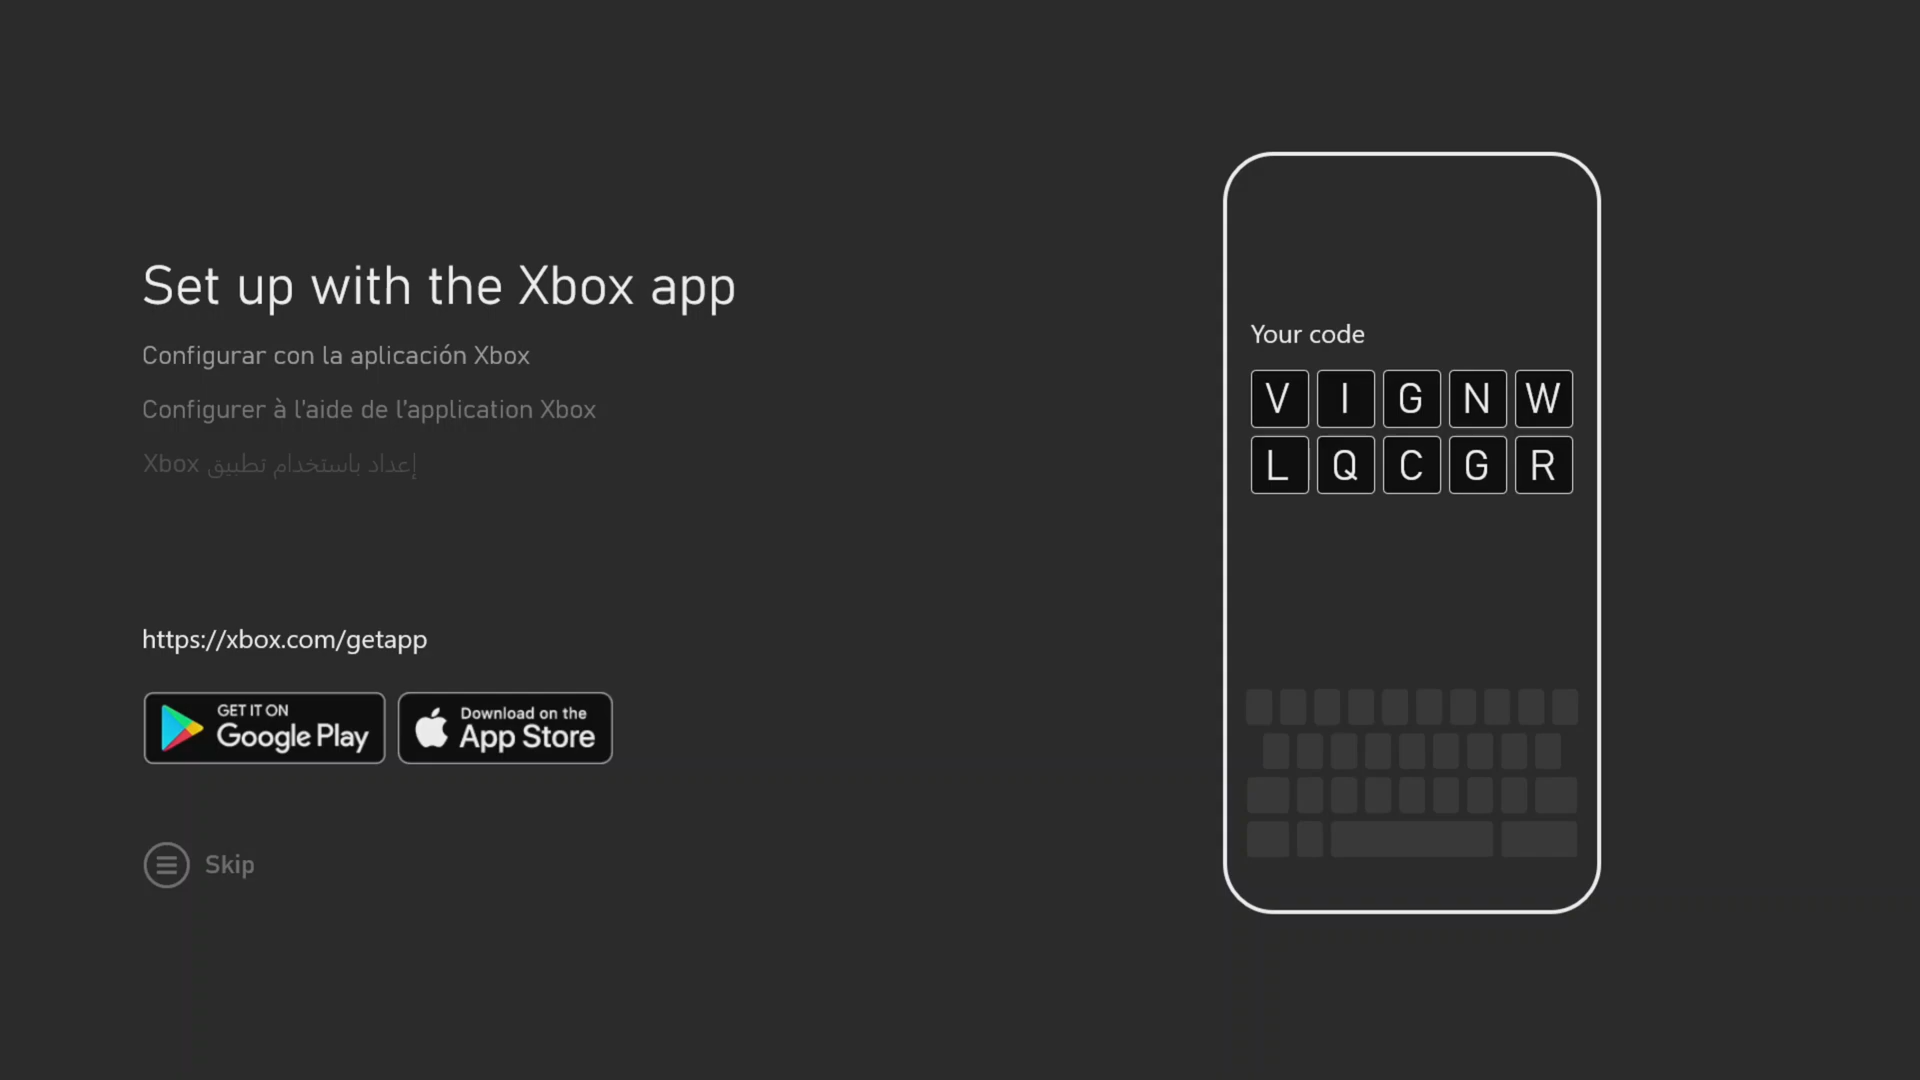 Set up with the Xbox app
Configurar con la aplicación Xbox
Configurer à l'aide de l'application Xbox
إعداد باستخدام تطبيق Xbox
https://xbox.com/getapp
GET IT ON
Google Play
Download on the
App Store
Skip
Your code
V I G N W
L Q C G R